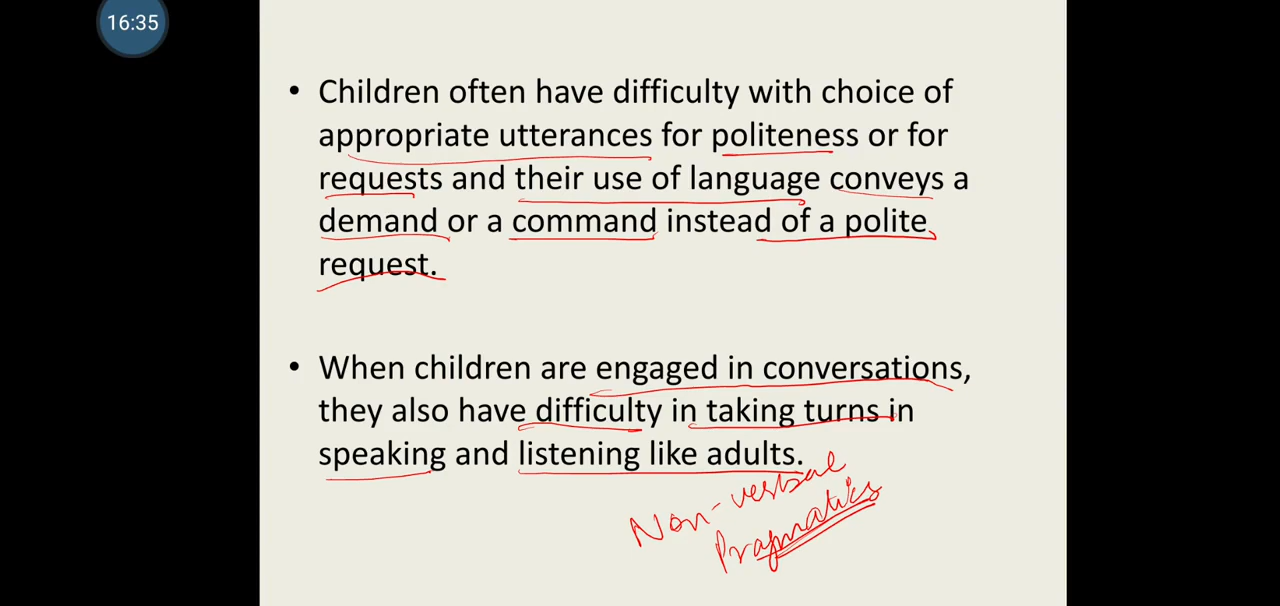 16:35
• Children often have difficulty with choice of
appropriate utterances for politeness or for
requests and their use of language conveys a
demand or a command instead of a polite
request.
• When children are engaged in conversations,
they also have difficulty in taking turns in
speaking and listening like adults.
Non-verbal
Pragmatics